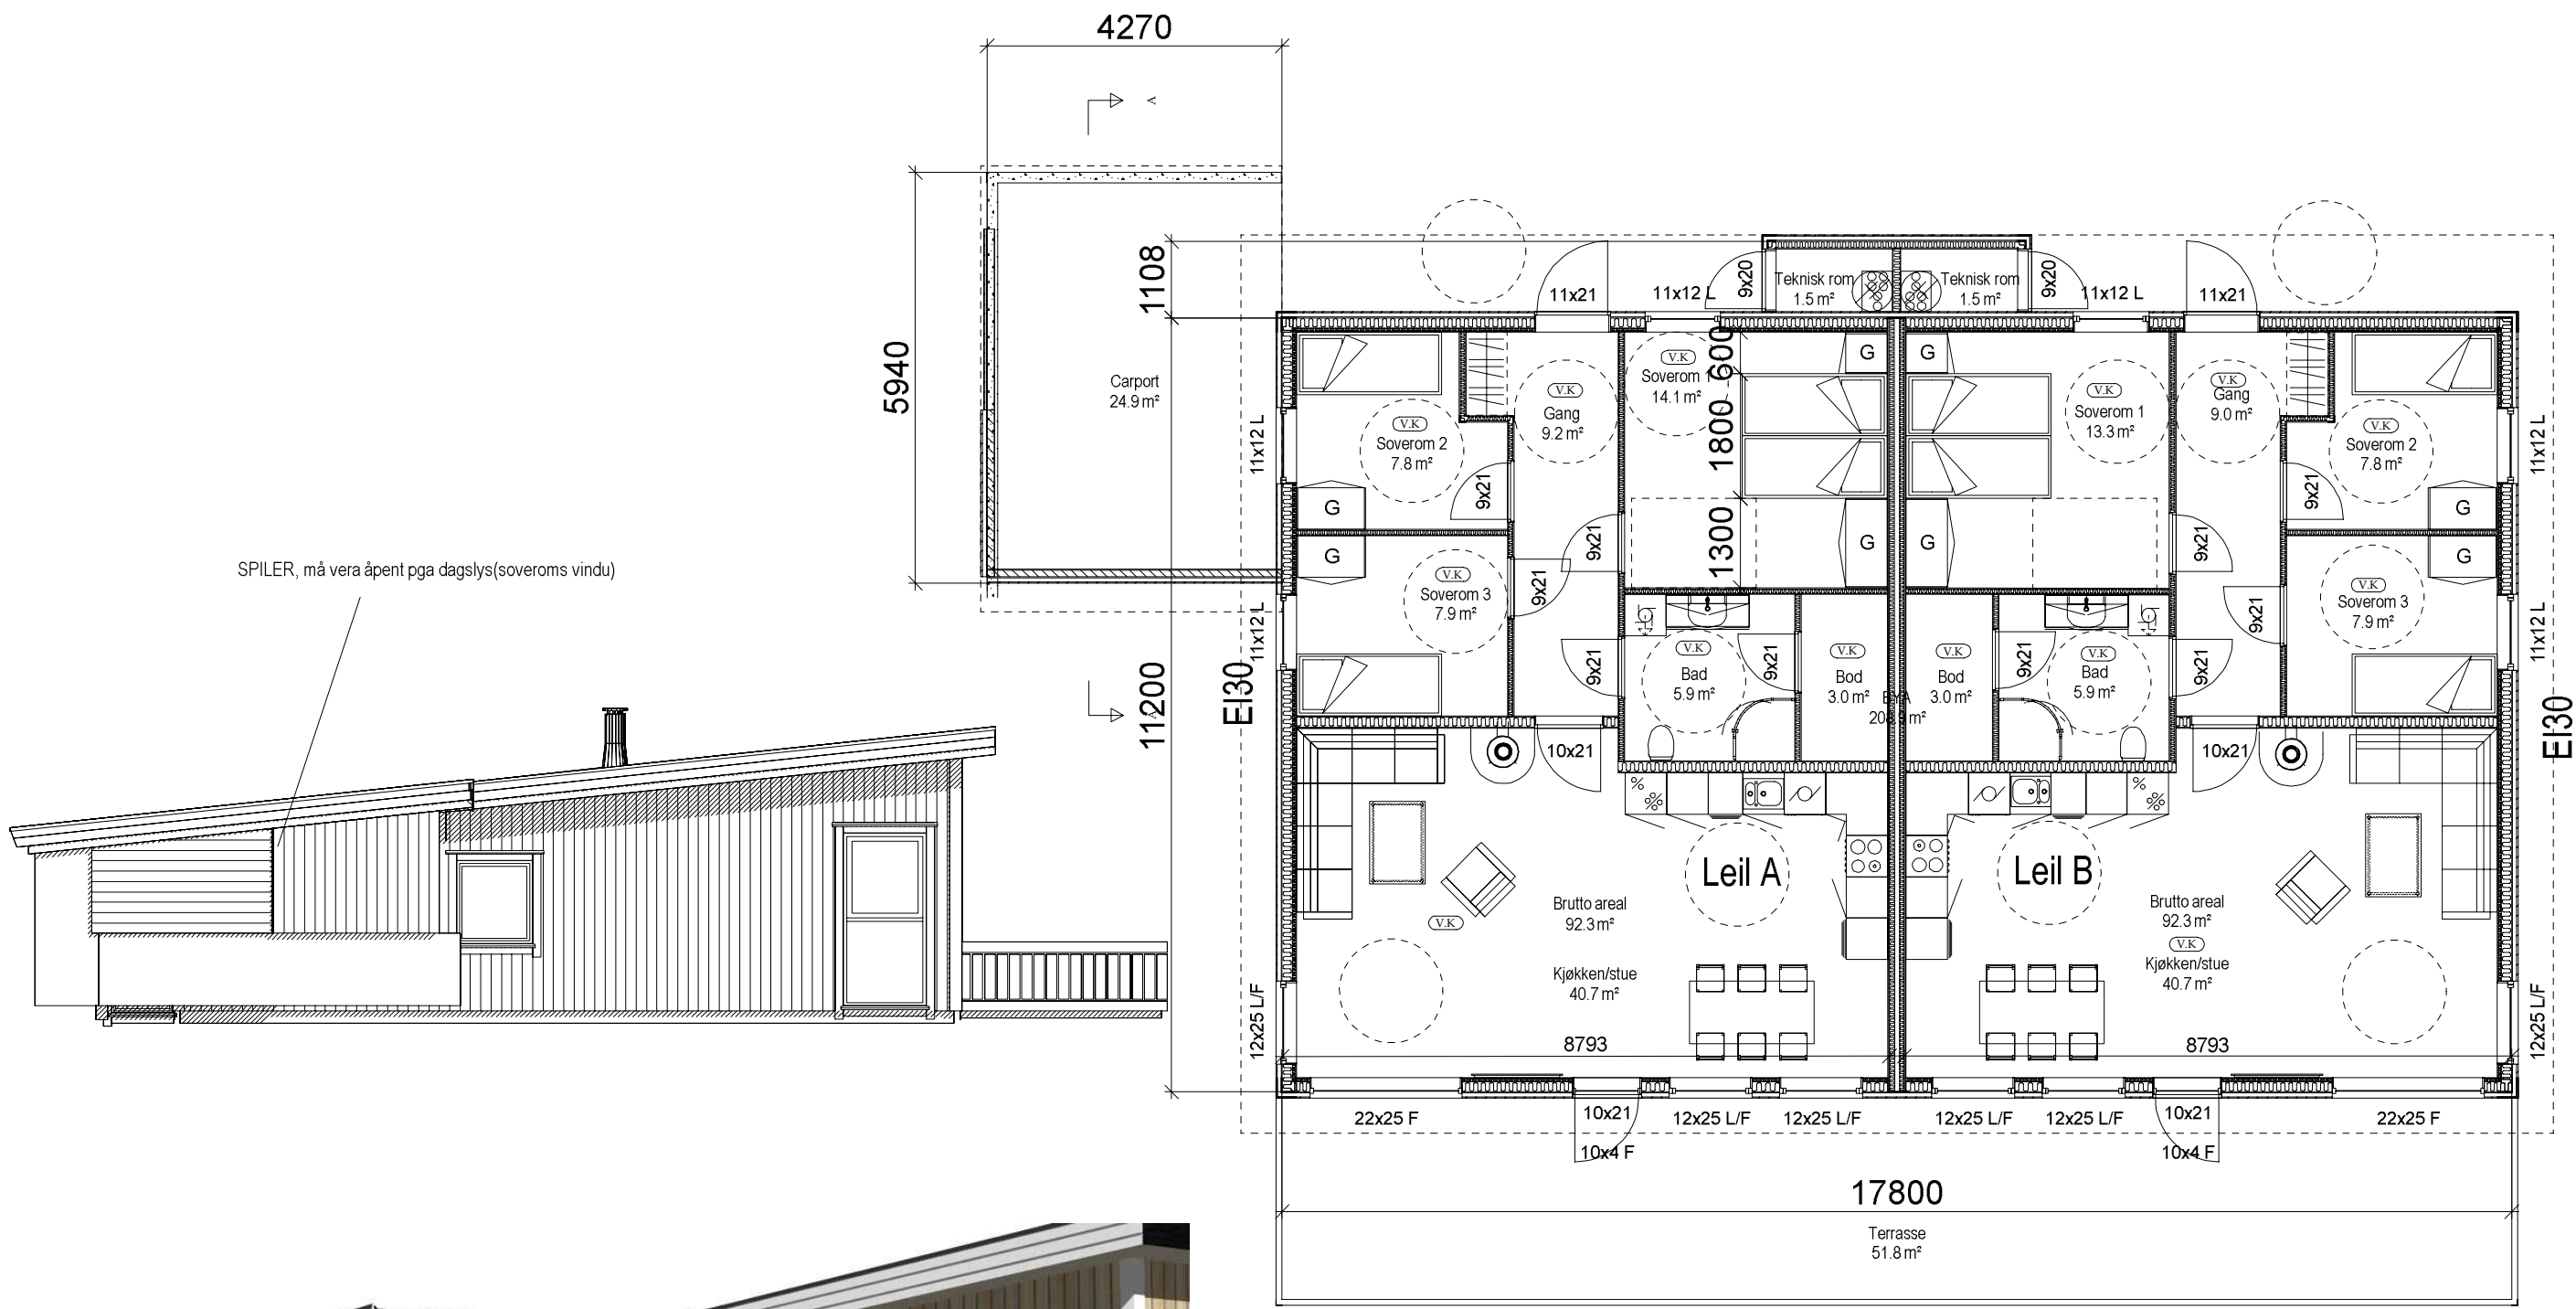 4270
A
5940
1108
11200
Carport
24.9 m²
SPILER, må vera åpent pga dagslys(soveroms vindu)
A
EI30
11x12 L
11x12 L
12x25 L/F
11x21
11x12 L
9x20
Teknisk rom
1.5 m²
Teknisk rom
1.5 m²
9x20
11x12 L
11x21
V.K
Soverom 2
7.8 m²
G
9x21
V.K
Gang
9.2 m²
V.K
Soverom 1
14.1 m²
600
1800
1300
G
G
9x21
G
G
V.K
Soverom 1
13.3 m²
V.K
Gang
9.0 m²
9x21
V.K
Soverom 2
7.8 m²
G
9x21
G
V.K
Soverom 3
7.9 m²
9x21
9x21
V.K
Bad
5.9 m²
9x21
V.K
Bod
3.0 m²
BYA
V.K
Bod
3.0 m²
9x21
V.K
Bad
5.9 m²
9x21
9x21
G
V.K
Soverom 3
7.9 m²
11x12 L
11x12 L
EI30
12x25 L/F
10x21
10x21
Leil A
Leil B
Brutto areal
92.3 m²
V.K
Kjøkken/stue
40.7 m²
Brutto areal
92.3 m²
V.K
Kjøkken/stue
40.7 m²
8793
8793
22x25 F
10x21
10x4 F
12x25 L/F
12x25 L/F
12x25 L/F
12x25 L/F
10x21
10x4 F
22x25 F
17800
Terrasse
51.8 m²